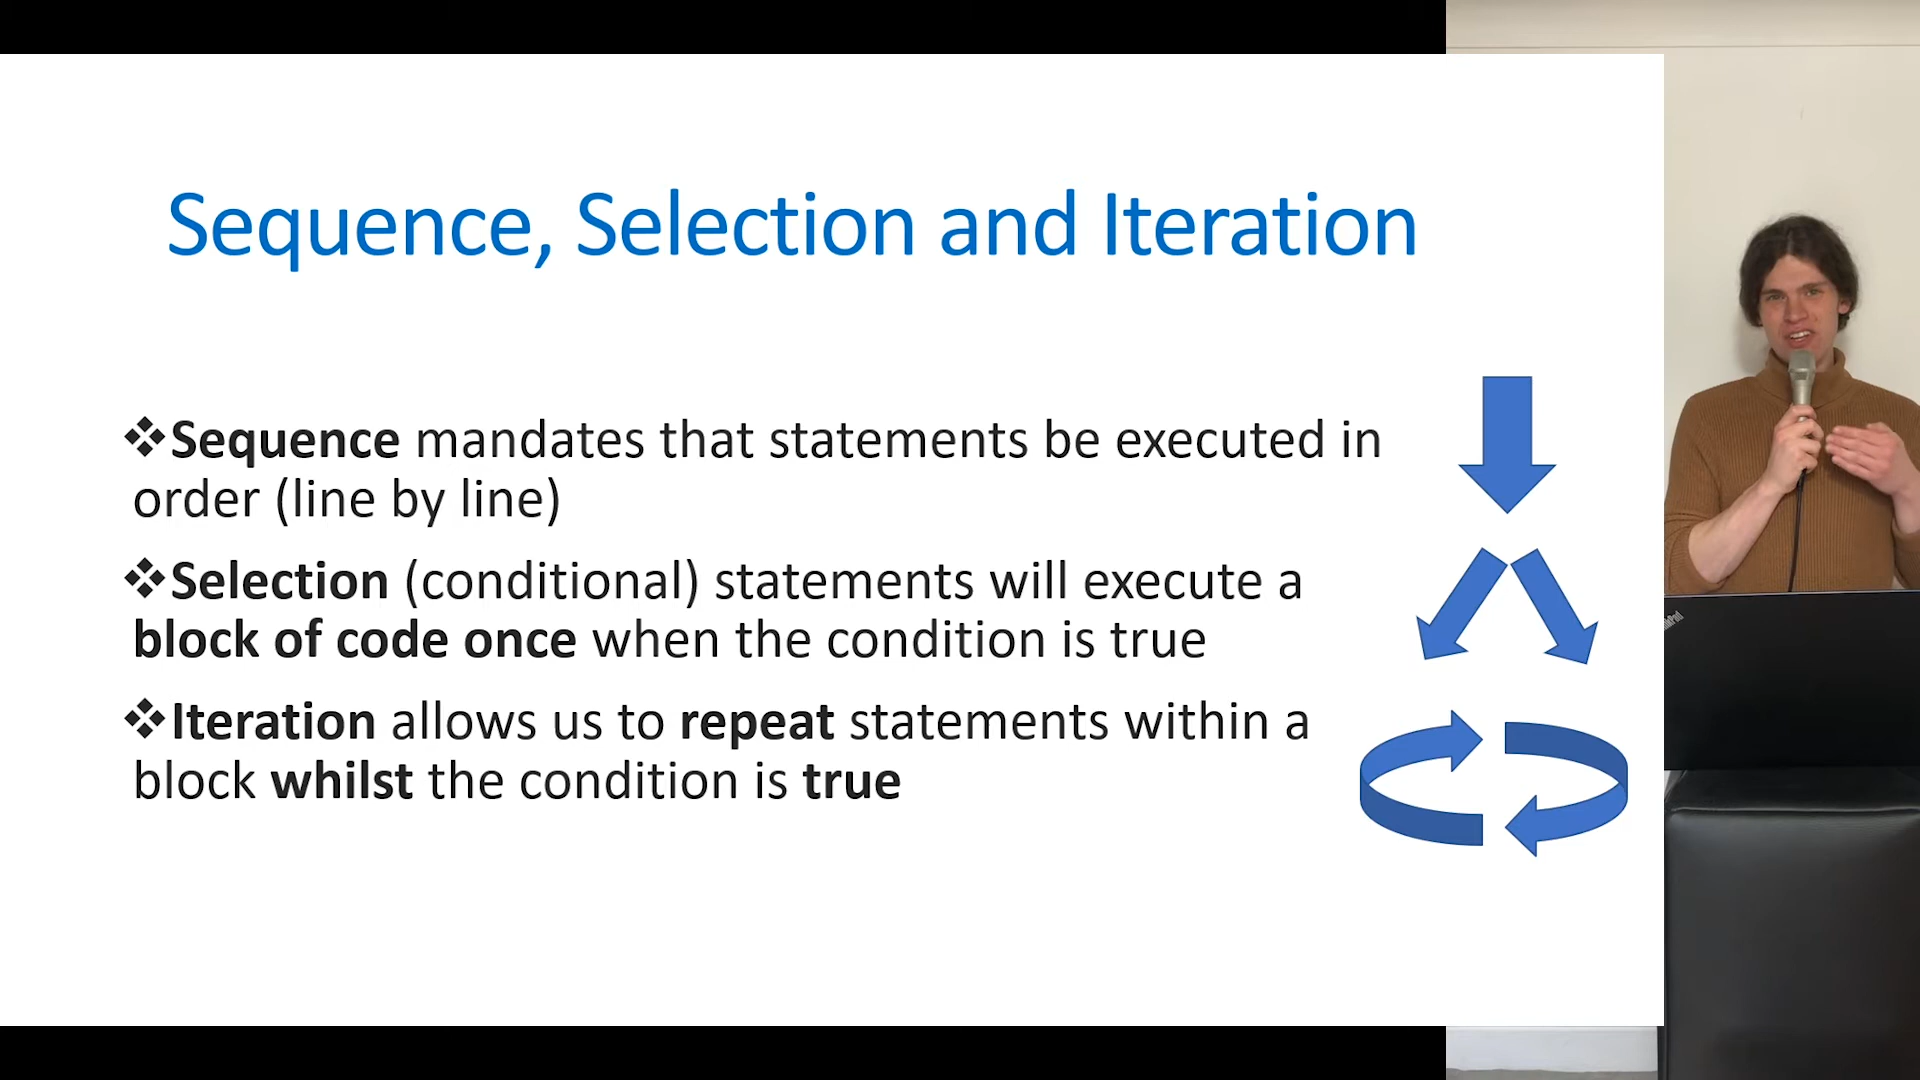 Sequence, Selection and Iteration
❖Sequence mandates that statements be executed in
order (line by line)
❖Selection (conditional) statements will execute a
block of code once when the condition is true
❖Iteration allows us to repeat statements within a
block whilst the condition is true